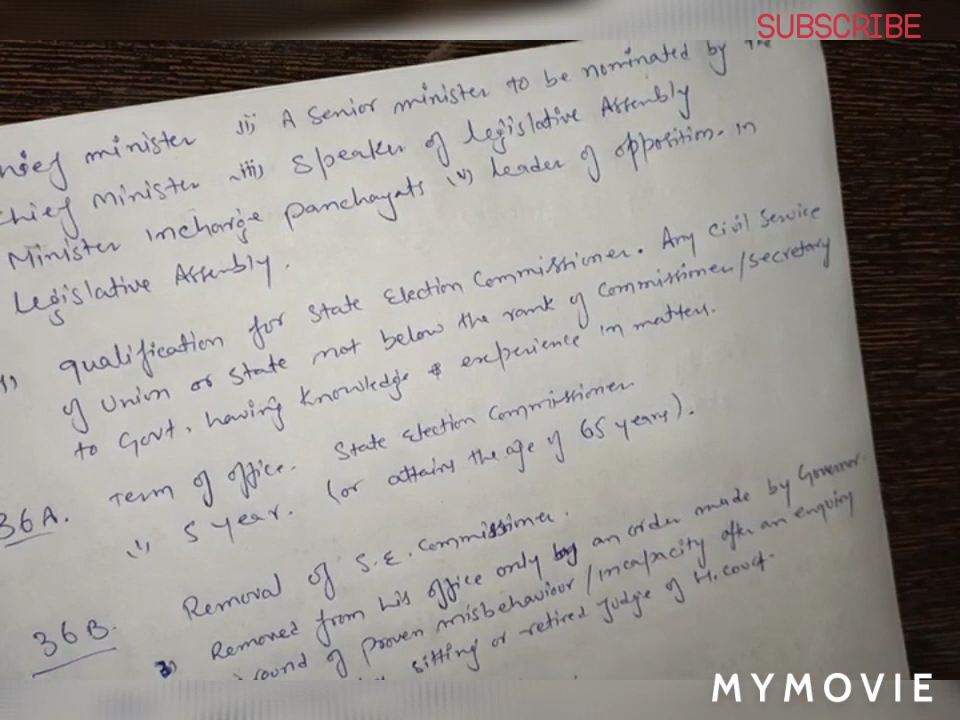 SUBSCRIBE
minister ii) A senior minister to be nominated by The
Chief Minister iii) Speaker of legislative Assembly
Minister incharge panchayats (v) leader of opposition. in
legislative Assembly.
1) qualification for State Election Commissioner. Any Civil Service
of Union or State not below the rank of Commissioner/Secretary
to Govt. having knowledge & experience in matters.
36A. Term of office. State Election Commissioner
(1) 5 year. (or attains the age of 65 years).
36B. Removal of S.E. Commissioner.
Removed from his office only by an order made by Governor
of proven misbehaviour/incapacity after an enquiry
sitting or retired judge of H. court.
MYMOVIE